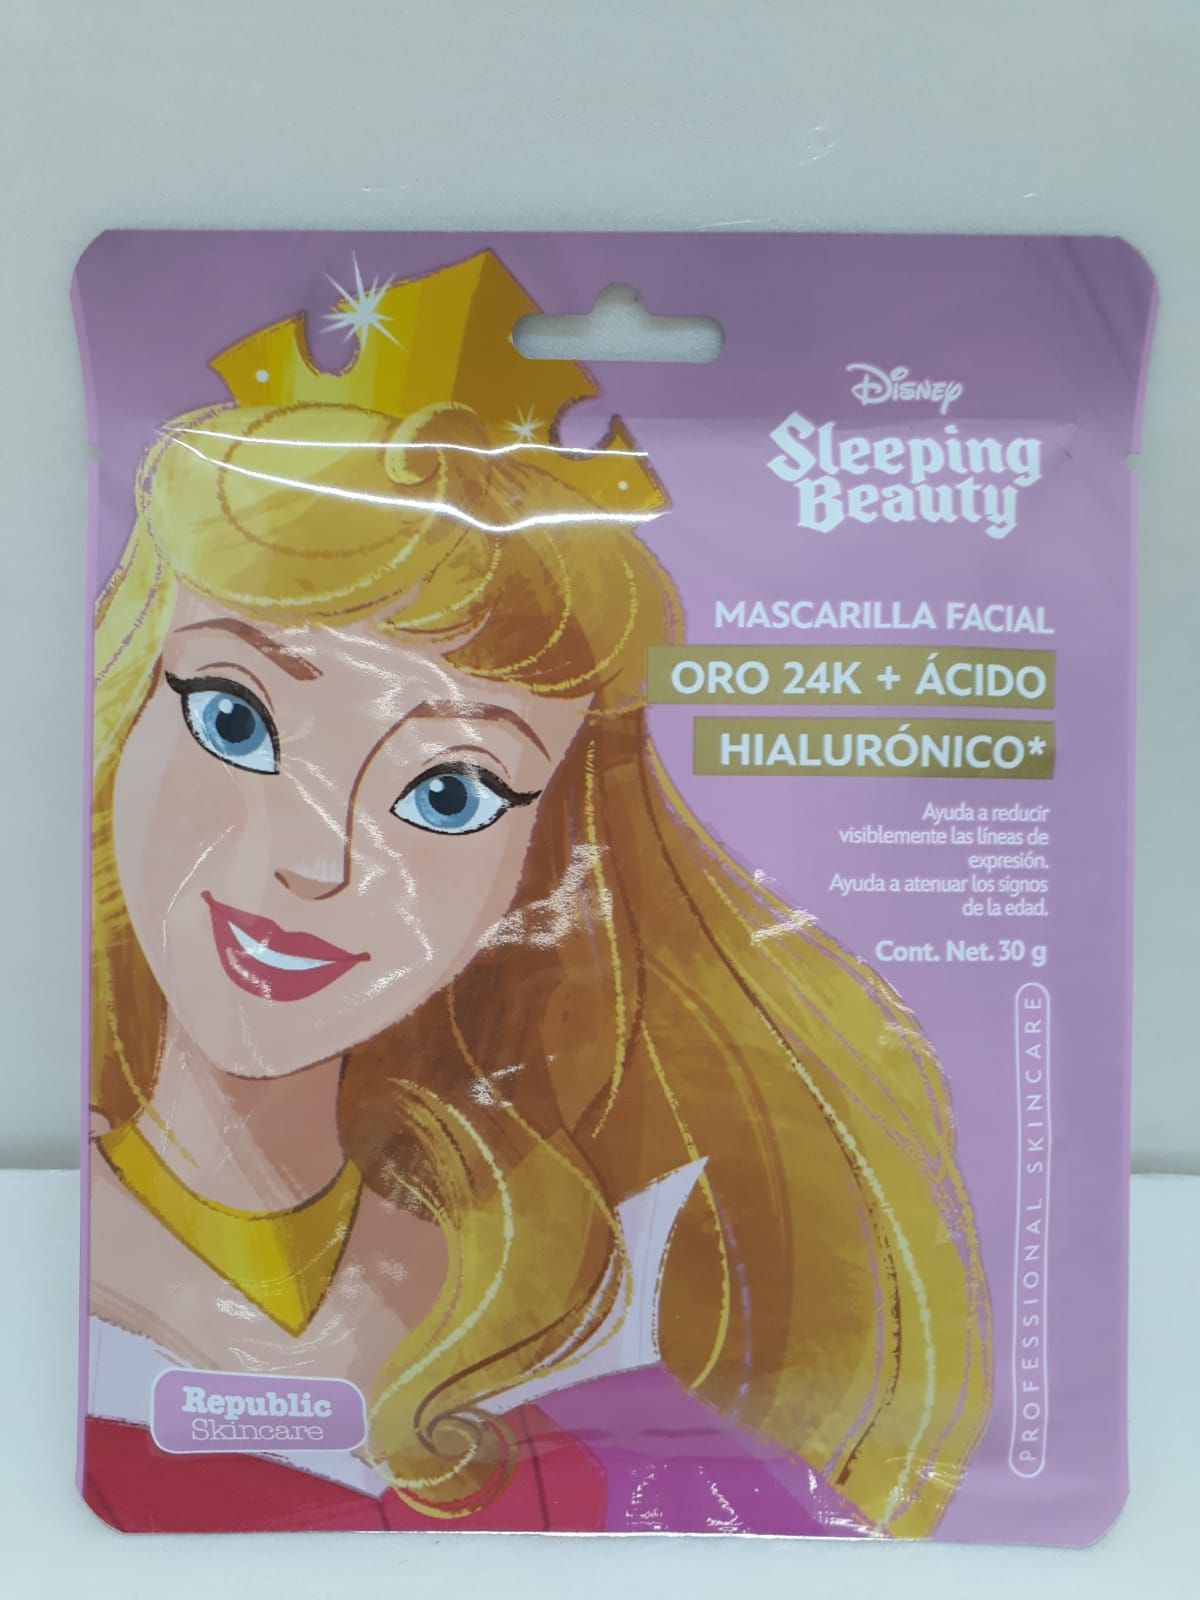 Disney
Sleeping
Beauty
MASCARILLA FACIAL
ORO 24K + ÁCIDO
HIALURÓNICO*
Ayuda a reducir
visiblemente las líneas de
expresión.
Ayuda a atenuar los signos
de la edad.
Cont. Net. 30 g
PROFESSIONAL SKINCARE
Republic
Skincare